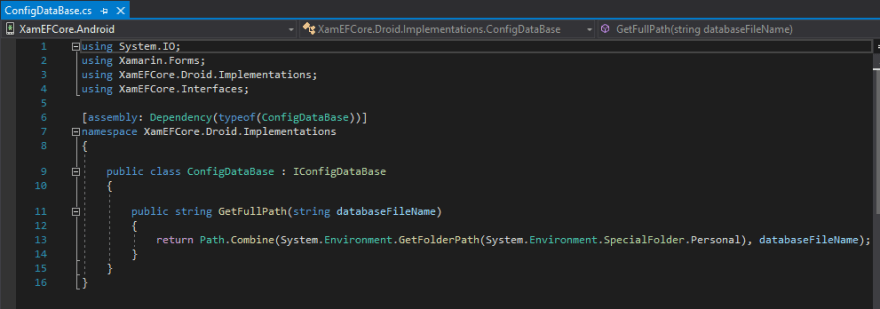 ConfigDataBase.cs
XamEFCore.Android XamEFCore.Droid.Implementations.ConfigDataBase GetFullPath(string databaseFileName)
1 using System.IO;
2 using Xamarin.Forms;
3 using XamEFCore.Droid.Implementations;
4 using XamEFCore.Interfaces;
5
6 [assembly: Dependency(typeof(ConfigDataBase))]
7 namespace XamEFCore.Droid.Implementations
8 {
9 public class ConfigDataBase : IConfigDataBase
10 {
11 public string GetFullPath(string databaseFileName)
12 {
13 return Path.Combine(System.Environment.GetFolderPath(System.Environment.SpecialFolder.Personal), databaseFileName);
14 }
15 }
16 }